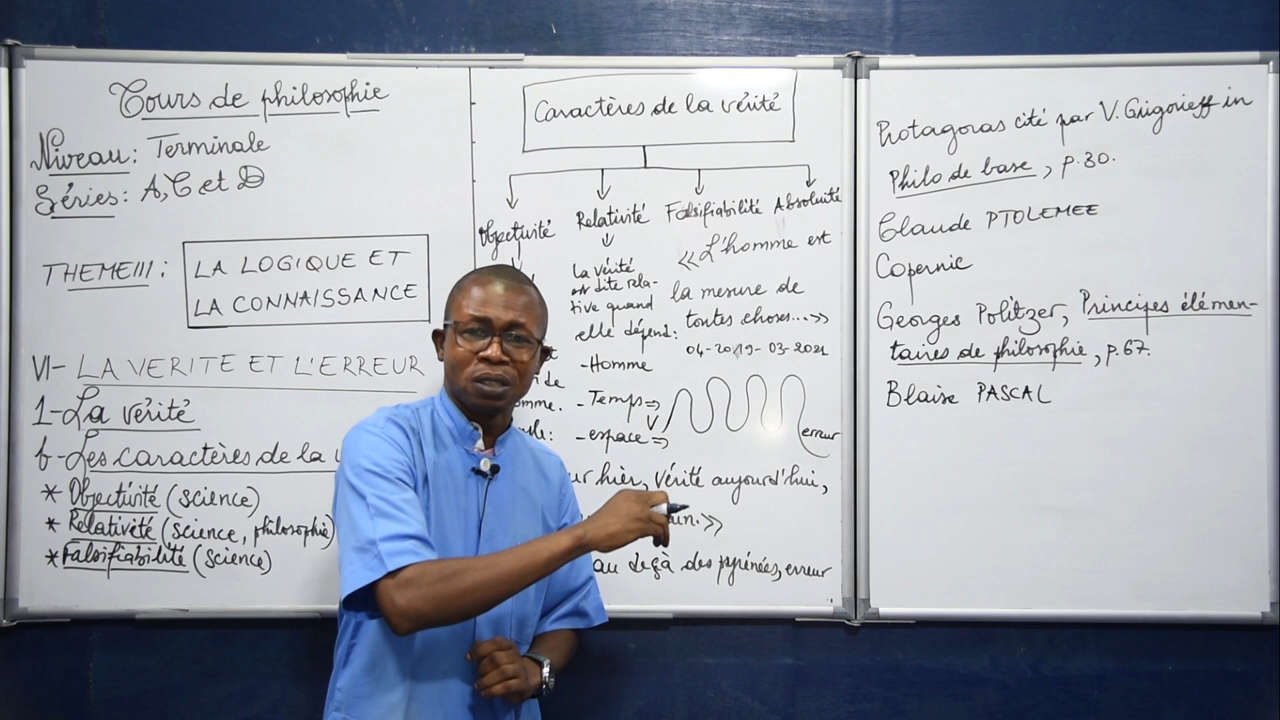 Cours de philosophie
Niveau: Terminale
Séries: A, C et D
THEME III: LA LOGIQUE ET
LA CONNAISSANCE
VI- LA VERITE ET L'ERREUR
1- La vérité
b- Les caractères de la
* Objectivité (science)
* Relativité (science, philosophie)
* Falsifiabilité (science)
Caractères de la vérité
Objectivité Relativité Falsifiabilité Absoluité
La vérité
est dite rela-
tive quand
elle dépend:
- Homme
- Temps =>
- espace =>
«L'homme est
la mesure de
toutes choses...»
04-2019-03-2021
erreur
hier, vérité aujourd'hui,
»
au deçà des pyrénées, erreur
Protagoras cité par V. Grigorieff in
Philo de base, p.30.
Claude PTOLEMEE
Copernic
Georges Politzer, Principes élémen-
taires de philosophie, p.67.
Blaise PASCAL